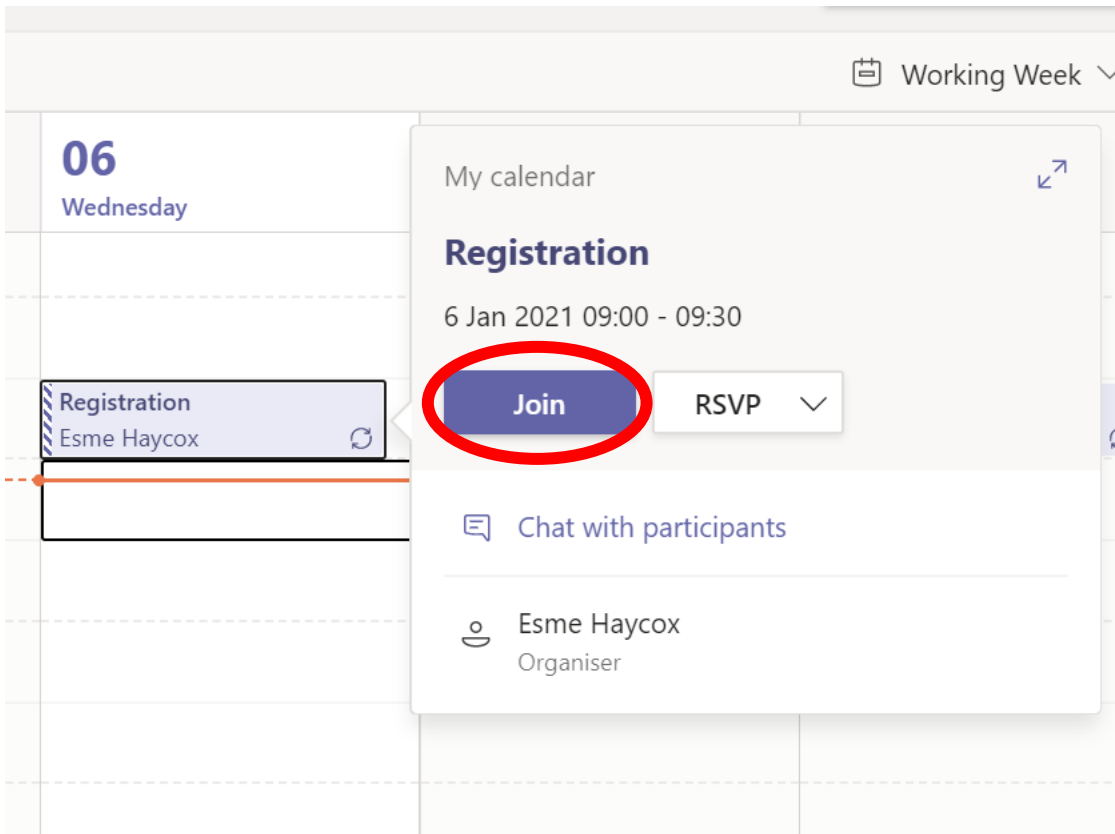 Working Week
06
Wednesday
My calendar
Registration
6 Jan 2021 09:00 - 09:30
Join
RSVP
Registration
Esme Haycox
Chat with participants
Esme Haycox
Organiser